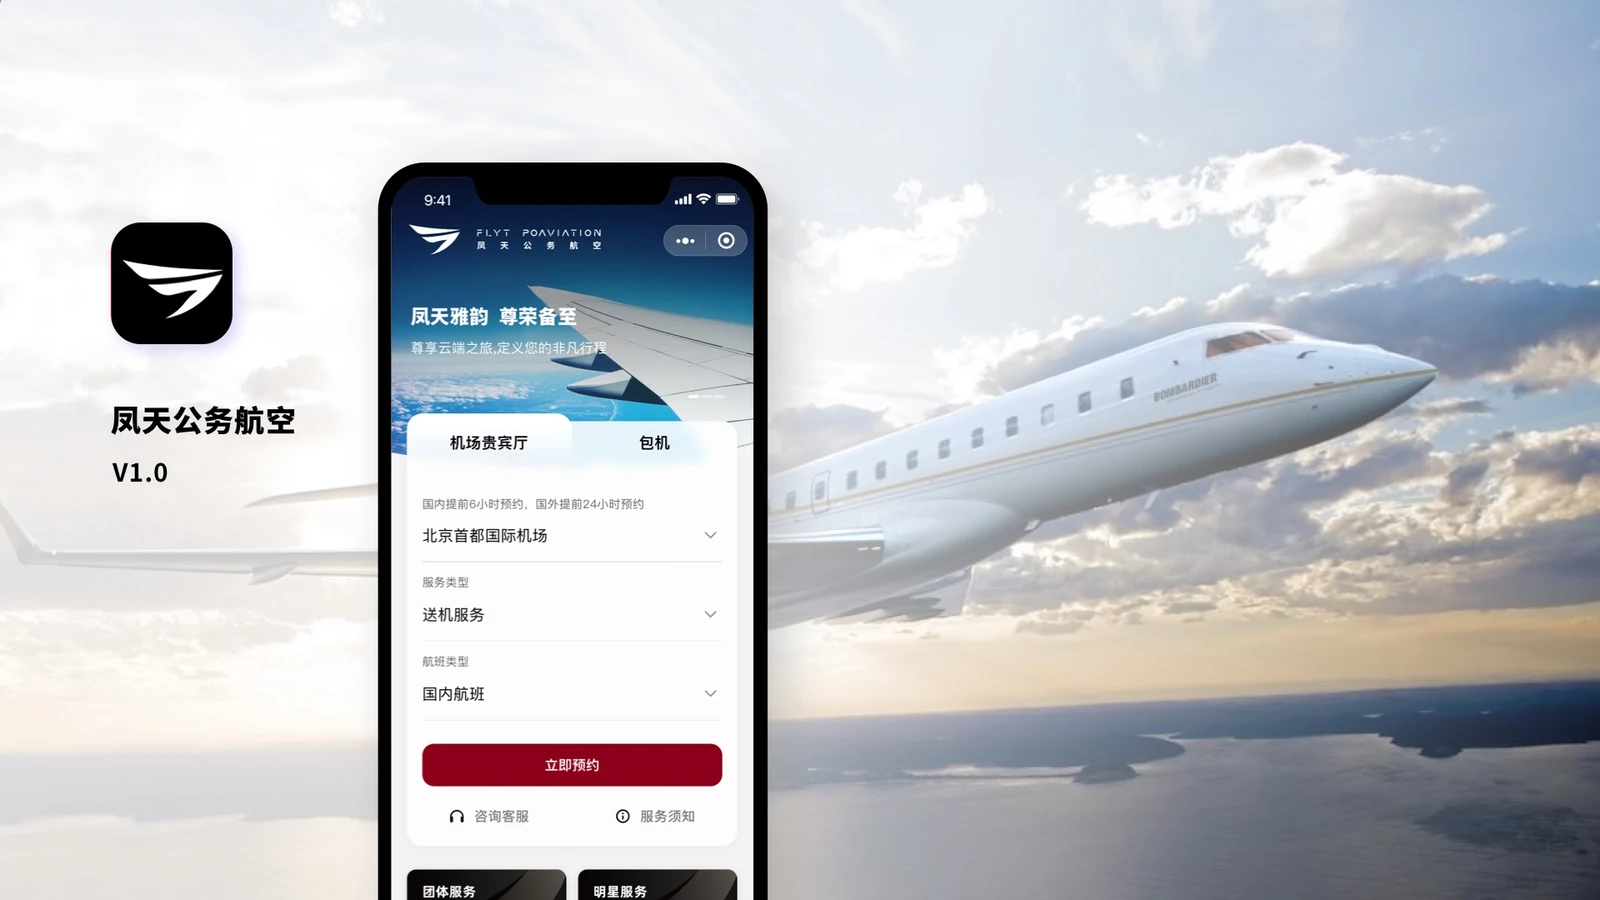 凤天公务航空
V1.0
9:41
FLYT POAVIATION
凤天公务航空
凤天雅韵 尊荣备至
尊享云端之旅,定义您的非凡行程
机场贵宾厅
包机
国内提前6小时预约，国外提前24小时预约
北京首都国际机场
服务类型
送机服务
航班类型
国内航班
立即预约
咨询客服
服务须知
团体服务
明星服务
BOMBARDIER